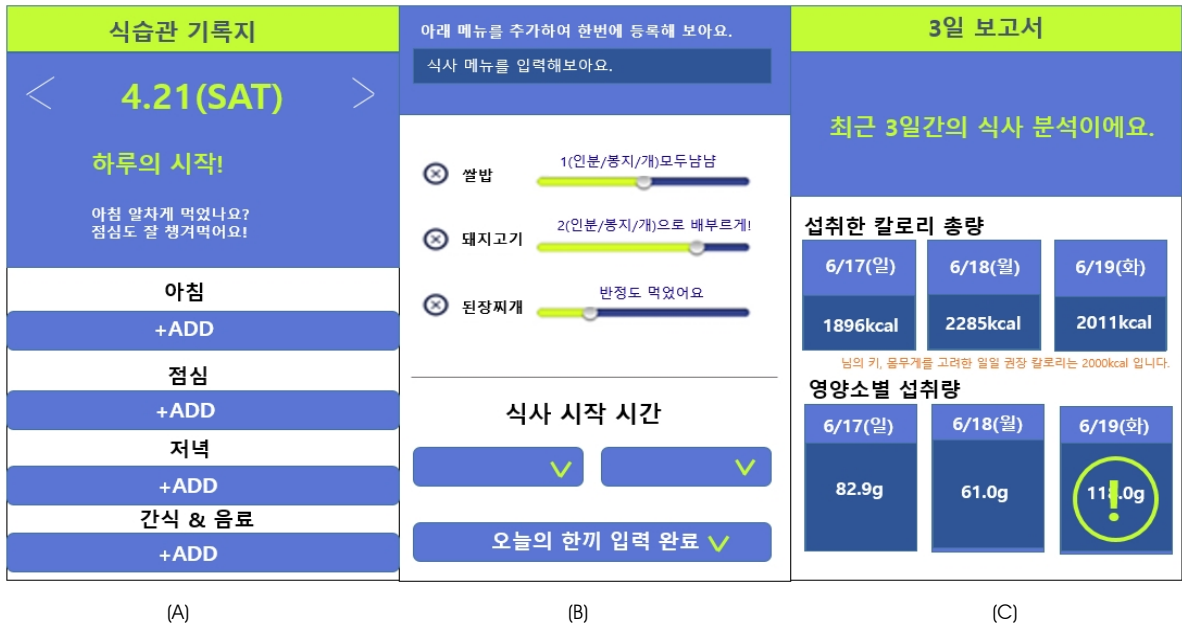 식습관 기록지
4.21(SAT)
하루의 시작!
아침 알차게 먹었나요?
점심도 잘 챙겨먹어요!
아침
+ADD
점심
+ADD
저녁
+ADD
간식 & 음료
+ADD
(A)
아래 메뉴를 추가하여 한번에 등록해 보아요.
식사 메뉴를 입력해보아요.
쌀밥
1(인분/봉지/개)모두냠냠
돼지고기
2(인분/봉지/개)으로 배부르게!
된장찌개
반정도 먹었어요
식사 시작 시간
오늘의 한끼 입력 완료
(B)
3일 보고서
최근 3일간의 식사 분석이에요.
섭취한 칼로리 총량
6/17(일) 6/18(월) 6/19(화)
1896kcal 2285kcal 2011kcal
님의 키, 몸무게를 고려한 일일 권장 칼로리는 2000kcal 입니다.
영양소별 섭취량
6/17(일) 6/18(월) 6/19(화)
82.9g 61.0g 118.0g
!
(C)